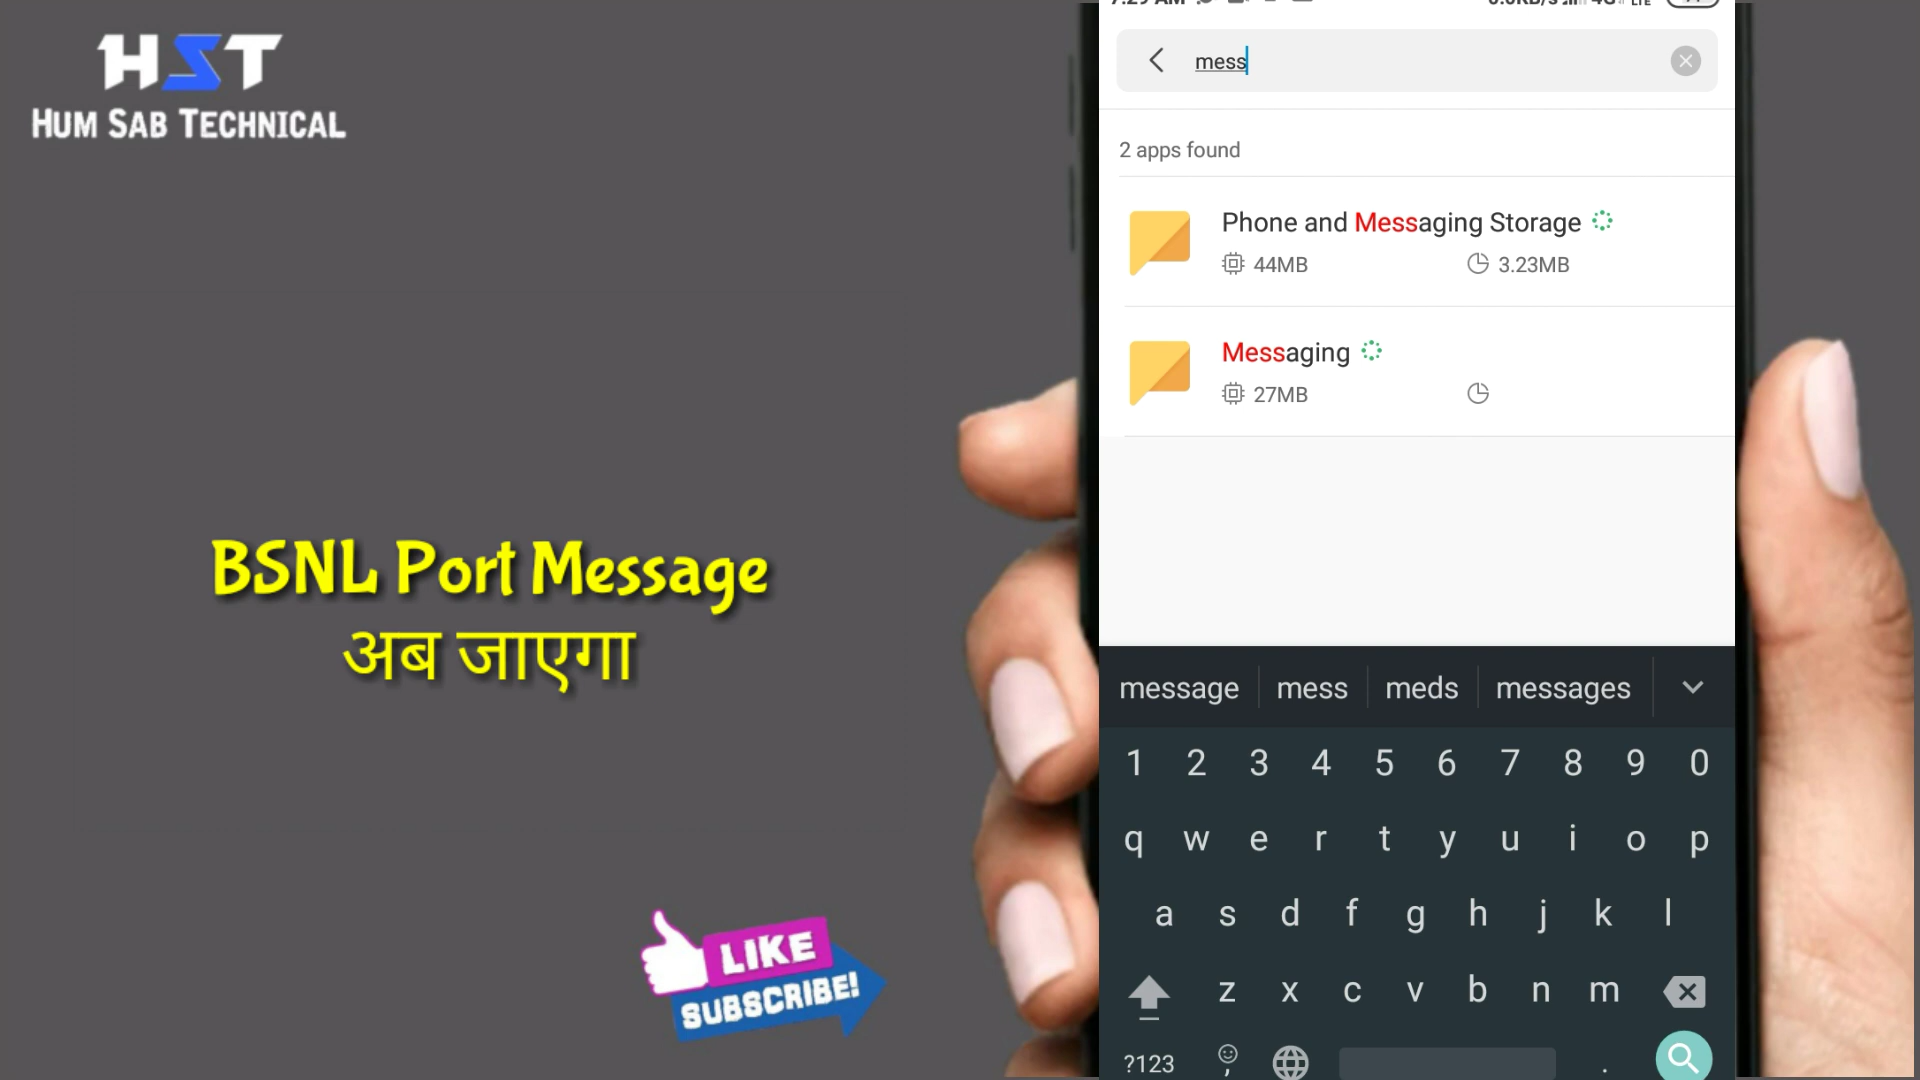 HST
HUM SAB TECHNICAL
BSNL Port Message
अब जाएगा
LIKE
SUBSCRIBE!
mess
2 apps found
Phone and Messaging Storage
44MB 3.23MB
Messaging
27MB
message mess meds messages
1 2 3 4 5 6 7 8 9 0
q w e r t y u i o p
a s d f g h j k l
z x c v b n m
?123 , .